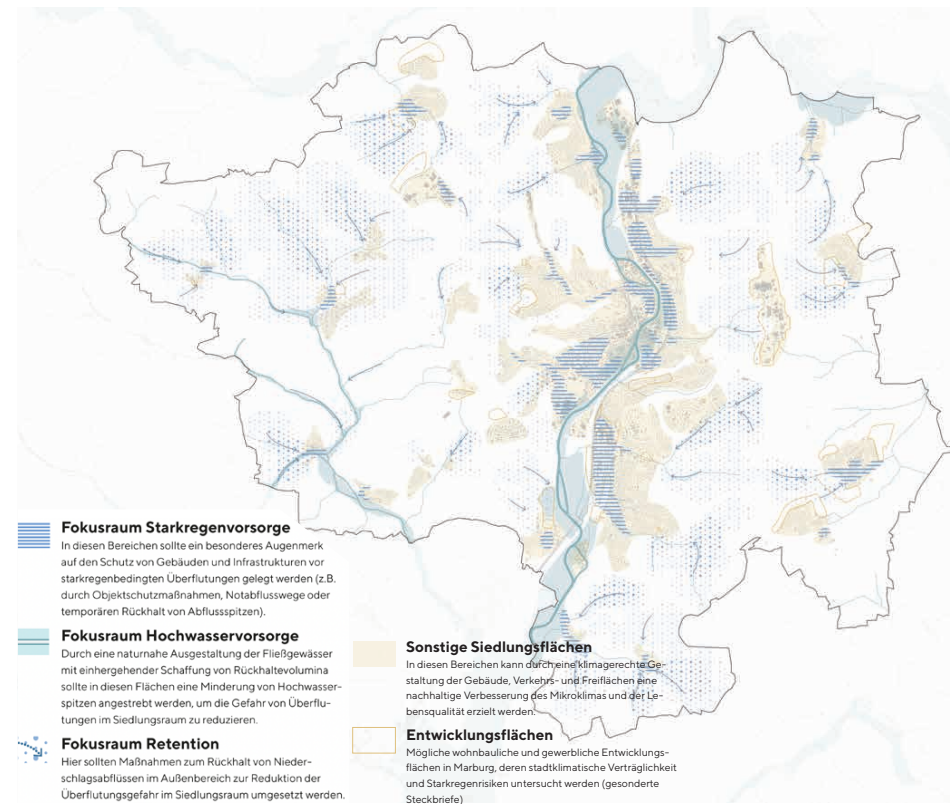 Fokusraum Starkregenvorsorge
In diesen Bereichen sollte ein besonderes Augenmerk
auf den Schutz von Gebäuden und Infrastrukturen vor
starkregenbedingten Überflutungen gelegt werden (z.B.
durch Objektschutzmaßnahmen, Notabflusswege oder
temporären Rückhalt von Abflussspitzen).
Fokusraum Hochwasservorsorge
Durch eine naturnahe Ausgestaltung der Fließgewässer
mit einhergehender Schaffung von Rückhaltevolumina
sollte in diesen Flächen eine Minderung von Hochwasser-
spitzen angestrebt werden, um die Gefahr von Überflu-
tungen im Siedlungsraum zu reduzieren.
Fokusraum Retention
Hier sollten Maßnahmen zum Rückhalt von Nieder-
schlagsabflüssen im Außenbereich zur Reduktion der
Überflutungsgefahr im Siedlungsraum umgesetzt werden.
Sonstige Siedlungsflächen
In diesen Bereichen kann durch eine klimagerechte Ge-
staltung der Gebäude, Verkehrs- und Freiflächen eine
nachhaltige Verbesserung des Mikroklimas und der Le-
bensqualität erzielt werden.
Entwicklungsflächen
Mögliche wohnbauliche und gewerbliche Entwicklungs-
flächen in Marburg, deren stadtklimatische Verträglichkeit
und Starkregenrisiken untersucht werden (gesonderte
Steckbriefe)